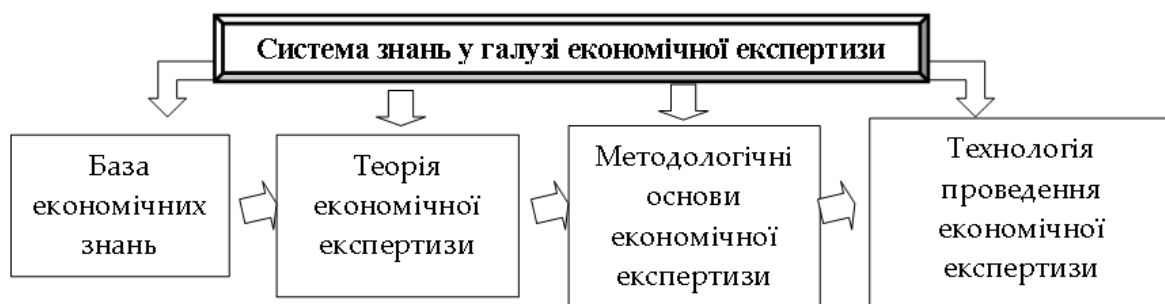 Система знань у галузі економічної експертизи
База
економічних
знань
Теорія
економічної
експертизи
Методологічні
основи
економічної
експертизи
Технологія
проведення
економічної
експертизи